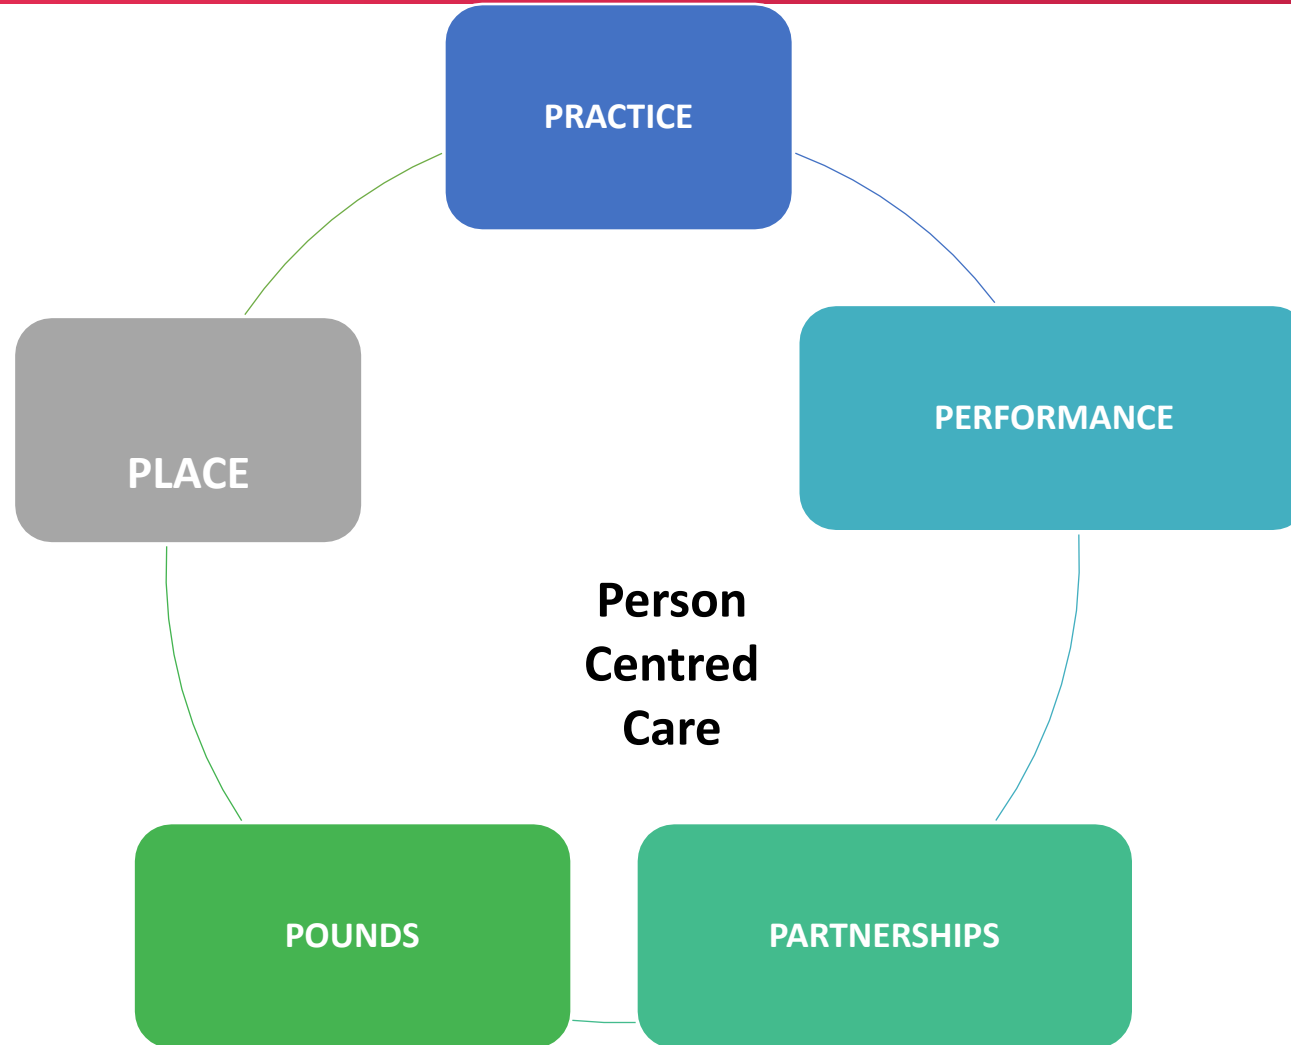 PRACTICE
PERFORMANCE
PLACE
Person
Centred
Care
POUNDS
PARTNERSHIPS